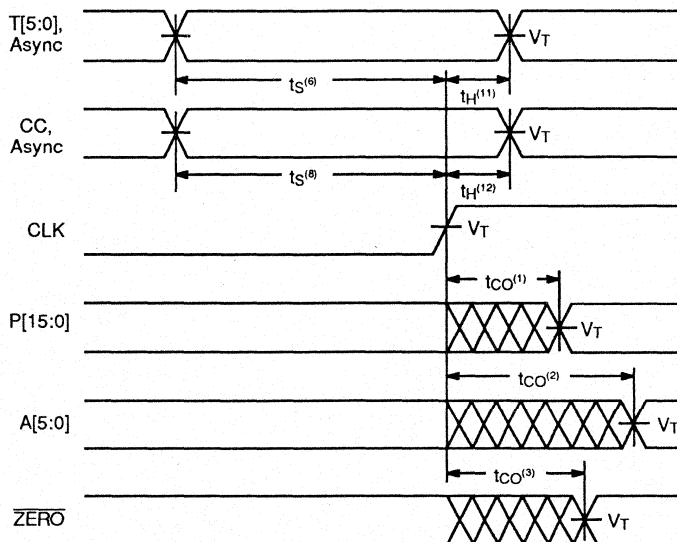 T[5:0],
Async
VT
tS(6)
tH(11)
CC,
Async
VT
tS(8)
tH(12)
CLK
VT
tCO(1)
P[15:0]
VT
tCO(2)
A[5:0]
VT
tCO(3)
ZERO
VT